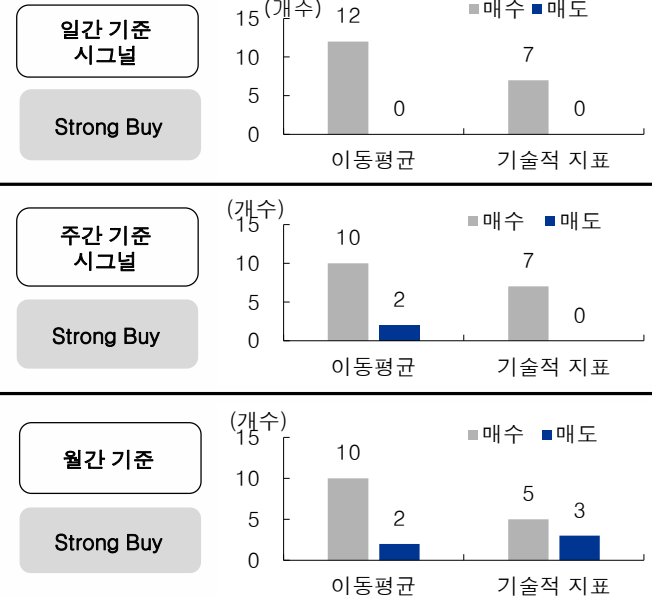 일간 기준
시그널
Strong Buy
(개수)
매수 매도
15
10
5
0
12
0
7
0
이동평균 기술적 지표
주간 기준
시그널
Strong Buy
(개수)
매수 매도
15
10
5
0
10
2
7
0
이동평균 기술적 지표
월간 기준
Strong Buy
(개수)
매수 매도
15
10
5
0
10
2
5
3
이동평균 기술적 지표